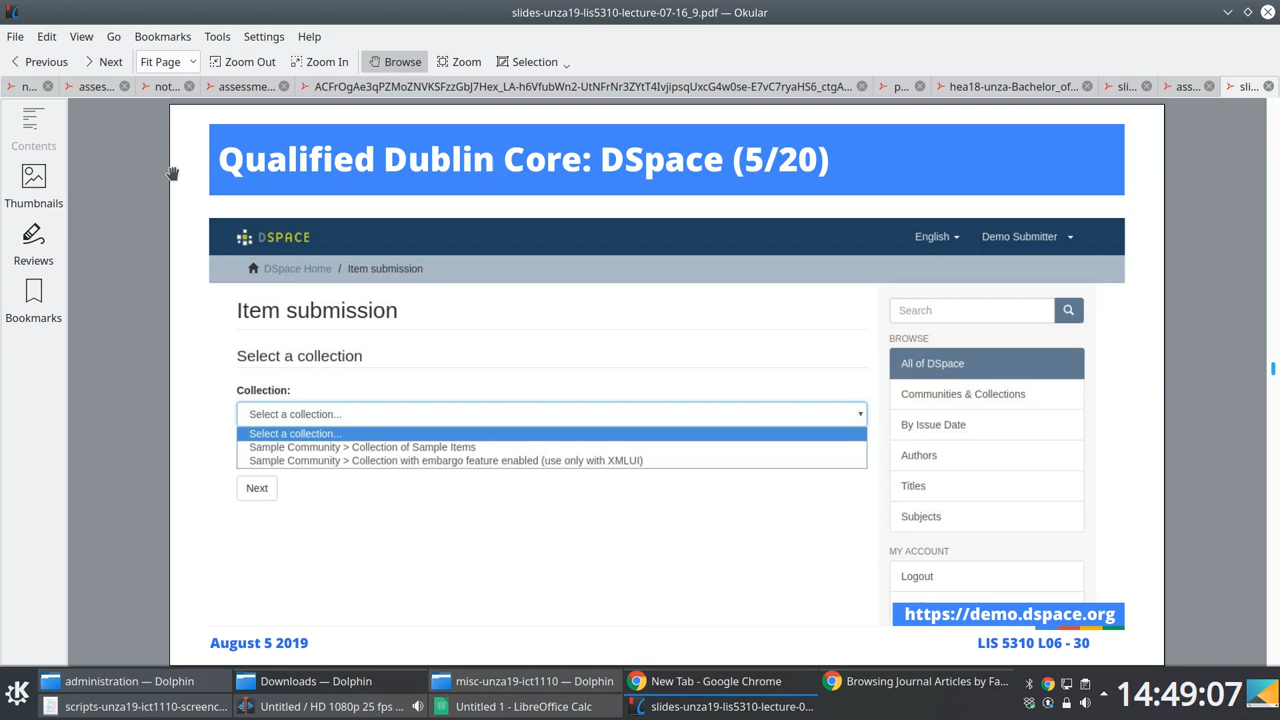 slides-unza19-lis5310-lecture-07-16_9.pdf — Okular
File Edit View Go Bookmarks Tools Settings Help
Previous Next Fit Page Zoom Out Zoom In Browse Zoom Selection
n... asses... not... assessme... ACFrOgAe3qPZMoZNVKSFzzGbJ7Hex_LA-h6VfubWn2-UtNFrNr3ZYtT4IvjipsqUxcG4w0se-E7vC7ryaHS6_ctgA... p... hea18-unza-Bachelor_of... sli... ass... sli...
Contents
Thumbnails
Reviews
Bookmarks
Qualified Dublin Core: DSpace (5/20)
DSPACE English Demo Submitter
DSpace Home / Item submission
Item submission
Select a collection
Collection:
Select a collection...
Select a collection...
Sample Community > Collection of Sample Items
Sample Community > Collection with embargo feature enabled (use only with XMLUI)
Next
Search
BROWSE
All of DSpace
Communities & Collections
By Issue Date
Authors
Titles
Subjects
MY ACCOUNT
Logout
https://demo.dspace.org
August 5 2019 LIS 5310 L06 - 30
administration — Dolphin Downloads — Dolphin misc-unza19-ict1110 — Dolphin New Tab - Google Chrome Browsing Journal Articles by Fa...
scripts-unza19-ict1110-screenc... Untitled / HD 1080p 25 fps ... Untitled 1 - LibreOffice Calc slides-unza19-lis5310-lecture-0...
14:49:07